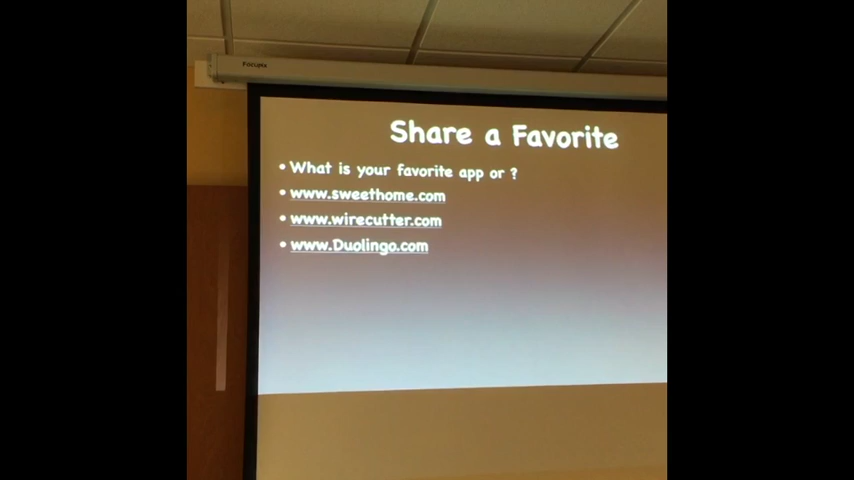 Share a Favorite
• What is your favorite app or ?
• www.sweethome.com
• www.wirecutter.com
• www.Duolingo.com